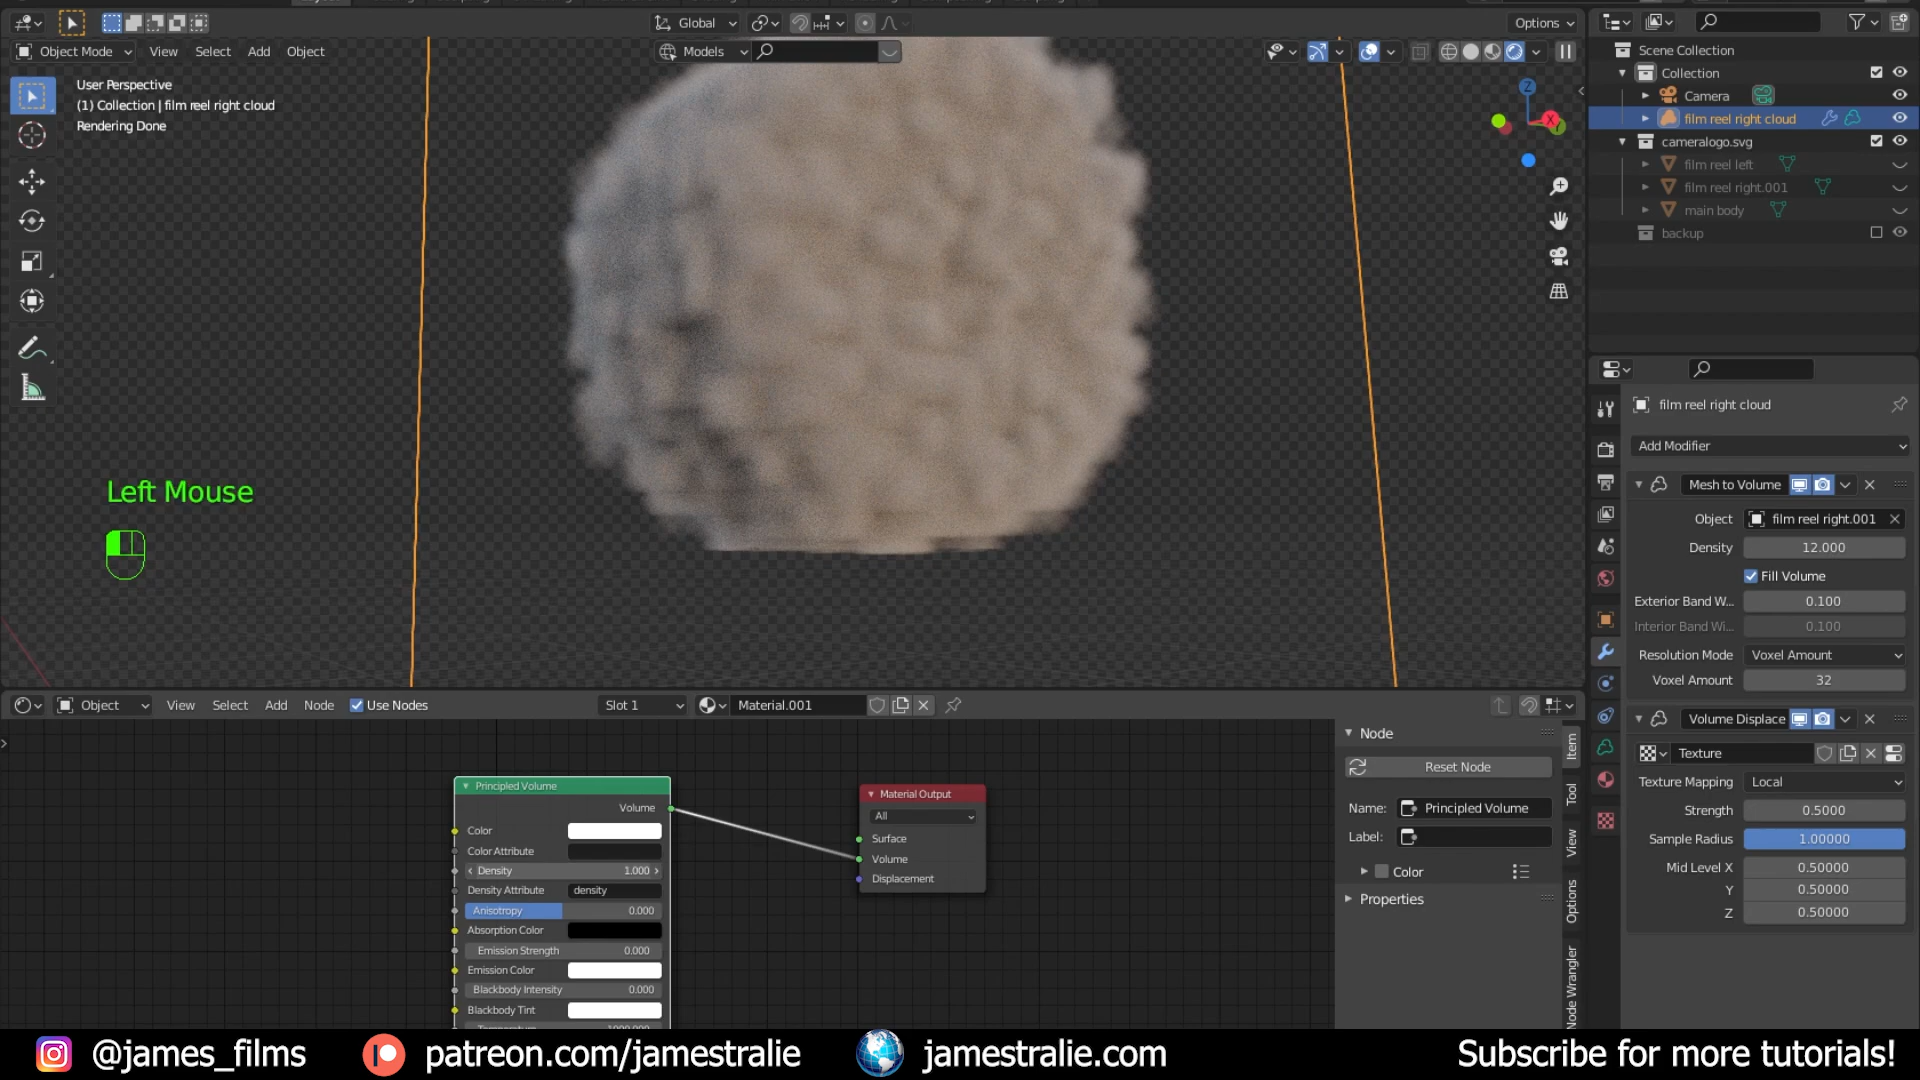 Global
Options
Object Mode
View
Select
Add
Object
Models
User Perspective
(1) Collection | film reel right cloud
Rendering Done
Z
X
Left Mouse
Scene Collection
Collection
Camera
film reel right cloud
cameralogo.svg
film reel left
film reel right.001
main body
backup
film reel right cloud
Add Modifier
Mesh to Volume
Object
film reel right.001
Density
12.000
Fill Volume
Exterior Band W...
0.100
Interior Band Wi...
0.100
Resolution Mode
Voxel Amount
Voxel Amount
32
Volume Displace
Texture
Texture Mapping
Local
Strength
0.5000
Sample Radius
1.00000
Mid Level X
0.50000
Y
0.50000
Z
0.50000
Object
View
Select
Add
Node
Use Nodes
Slot 1
Material.001
Principled Volume
Volume
Color
Color Attribute
Density
1.000
Density Attribute
density
Anisotropy
0.000
Absorption Color
Emission Strength
0.000
Emission Color
Blackbody Intensity
0.000
Blackbody Tint
Material Output
All
Surface
Volume
Displacement
Node
Reset Node
Name:
Principled Volume
Label:
Color
Properties
Item
Tool
View
Options
Node Wrangler
@james_films
patreon.com/jamestralie
jamestralie.com
Subscribe for more tutorials!